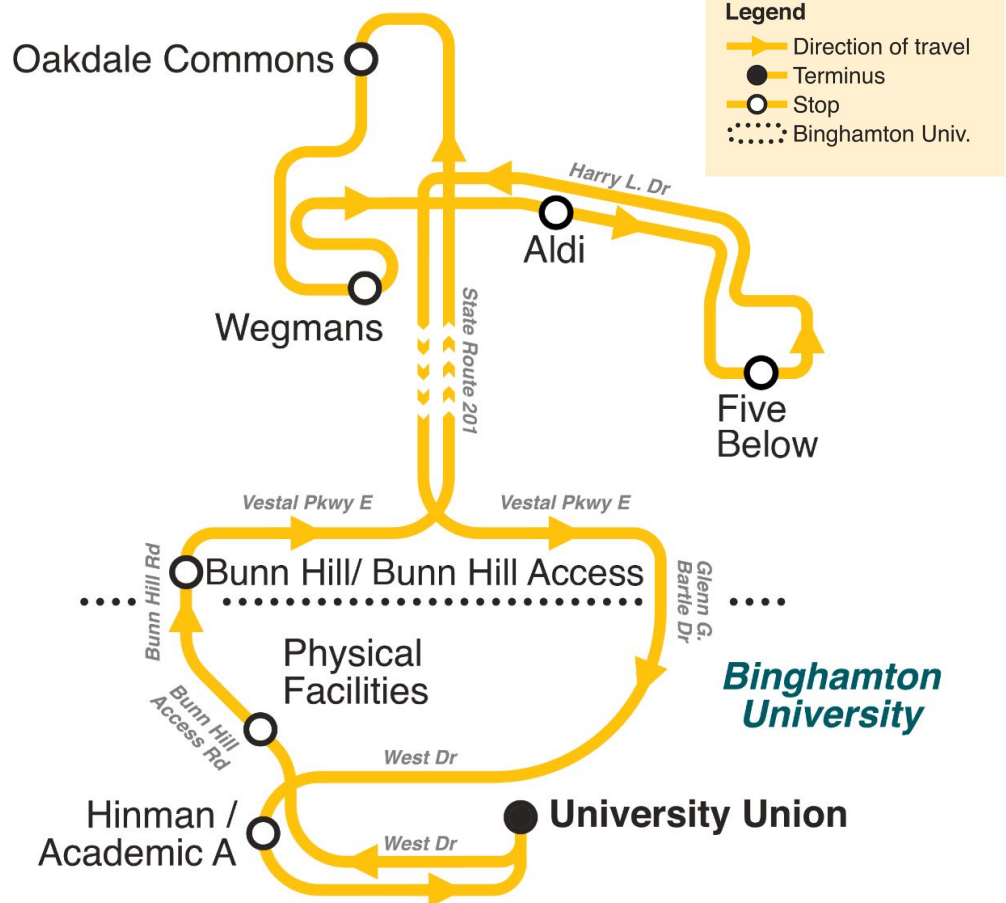 Legend
Direction of travel
Terminus
Stop
Binghamton Univ.
Oakdale Commons
Harry L. Dr
Aldi
Wegmans
State Route 201
Five
Below
Vestal Pkwy E
Vestal Pkwy E
Bunn Hill Rd
Bunn Hill/ Bunn Hill Access
Glenn G.
Bartle Dr
Physical
Facilities
Binghamton
University
Bunn Hill
Access Rd
West Dr
Hinman /
Academic A
University Union
West Dr